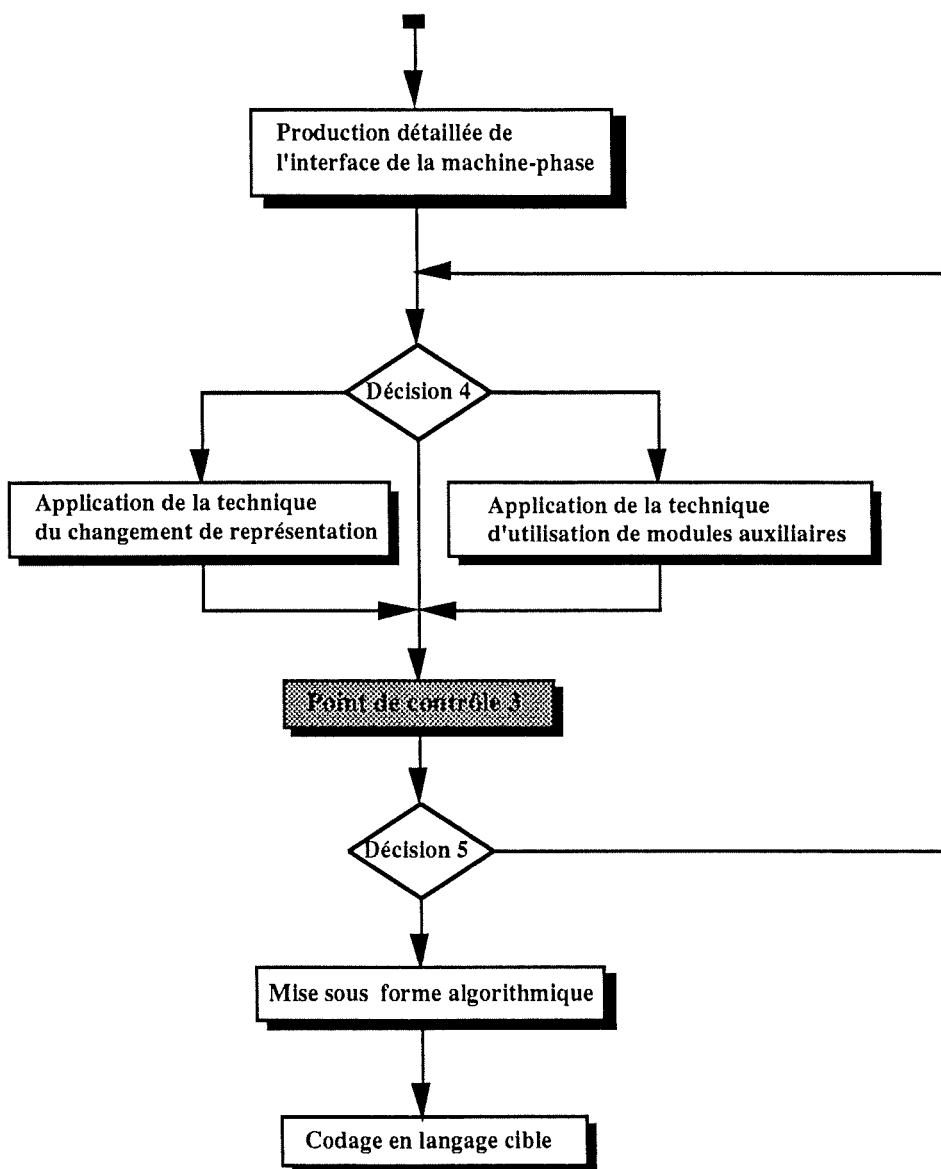 Production détaillée de
l'interface de la machine-phase
Décision 4
Application de la technique
du changement de représentation
Application de la technique
d'utilisation de modules auxiliaires
Point de contrôle 3
Décision 5
Mise sous forme algorithmique
Codage en langage cible